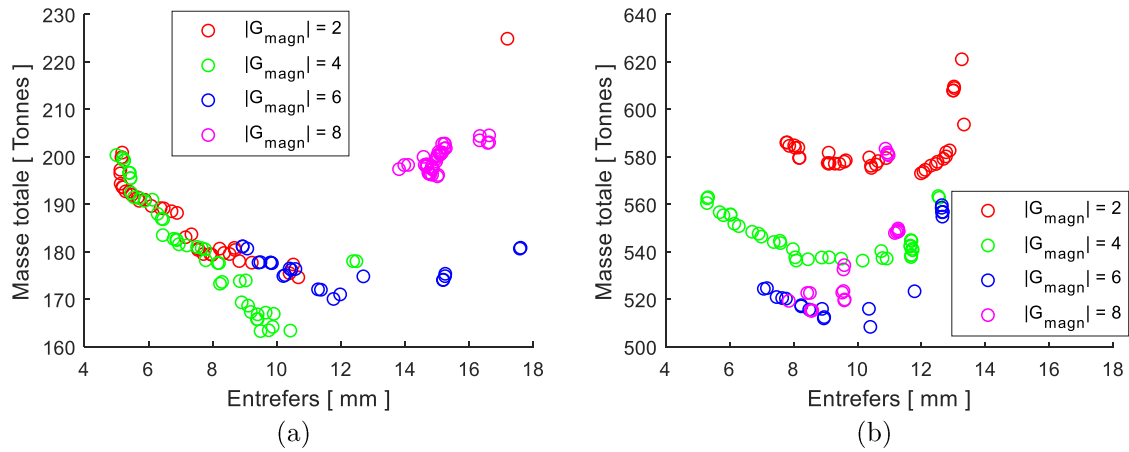 230
220
210
200
190
180
170
160
4 6 8 10 12 14 16 18
Masse totale [ Tonnes ]
Entrefers [ mm ]
|G_magn| = 2
|G_magn| = 4
|G_magn| = 6
|G_magn| = 8
(a)
640
620
600
580
560
540
520
500
4 6 8 10 12 14 16 18
Masse totale [ Tonnes ]
Entrefers [ mm ]
|G_magn| = 2
|G_magn| = 4
|G_magn| = 6
|G_magn| = 8
(b)